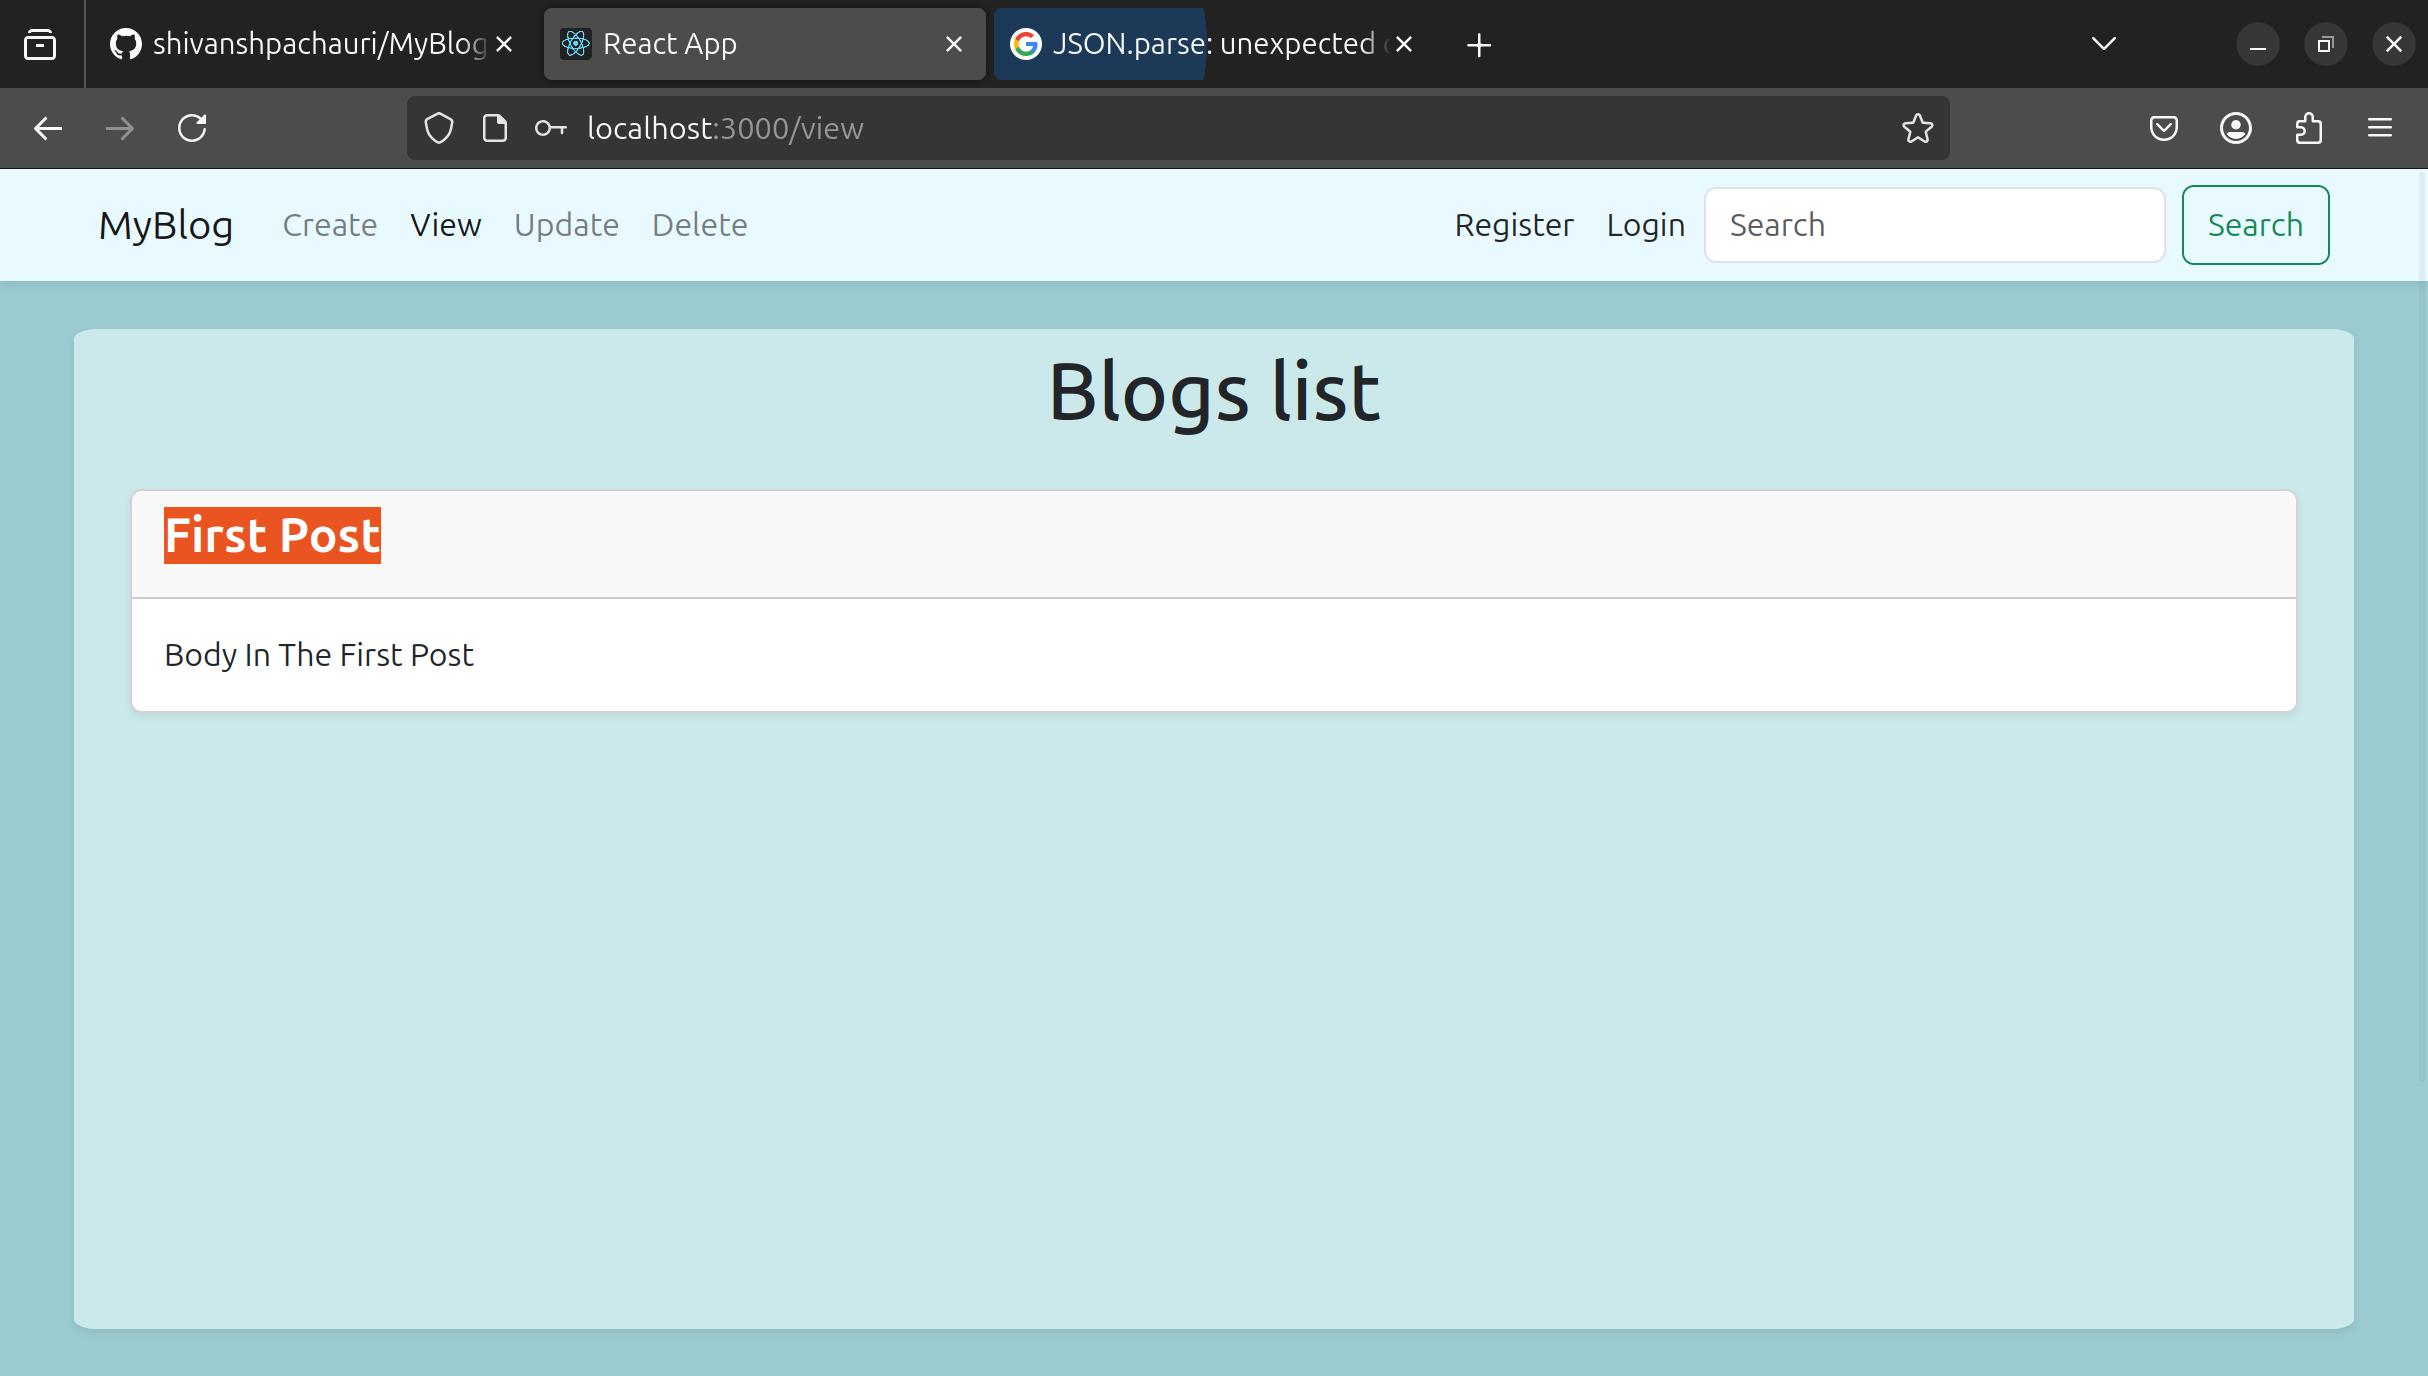 shivanshpachauri/MyBlog
React App
JSON.parse: unexpected
localhost:3000/view
MyBlog Create View Update Delete Register Login Search Search
Blogs list
First Post
Body In The First Post